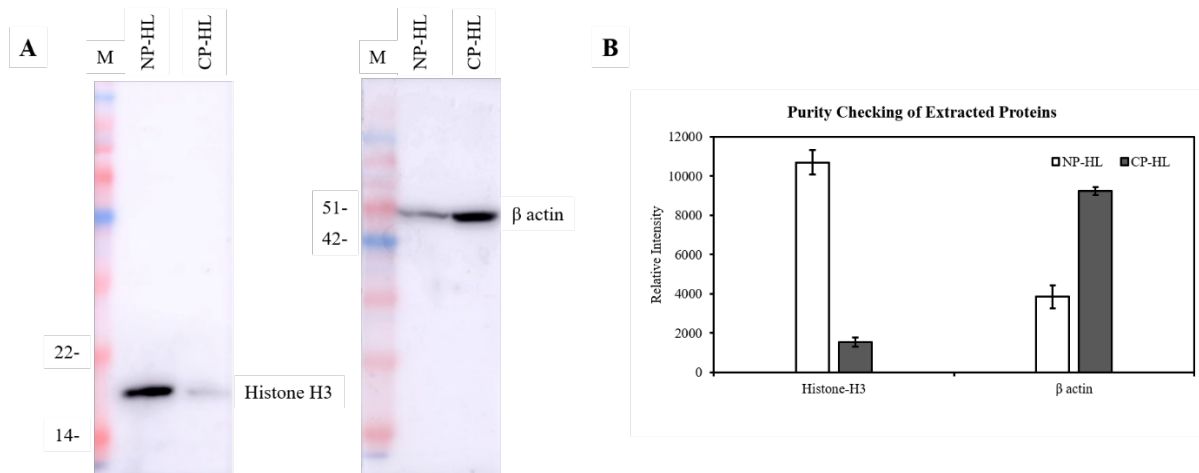 A
M
NP-HL
CP-HL
22-
Histone H3
14-
M
NP-HL
CP-HL
51-
β actin
42-
B
Purity Checking of Extracted Proteins
NP-HL
CP-HL
Relative Intensity
12000
10000
8000
6000
4000
2000
0
Histone-H3
β actin